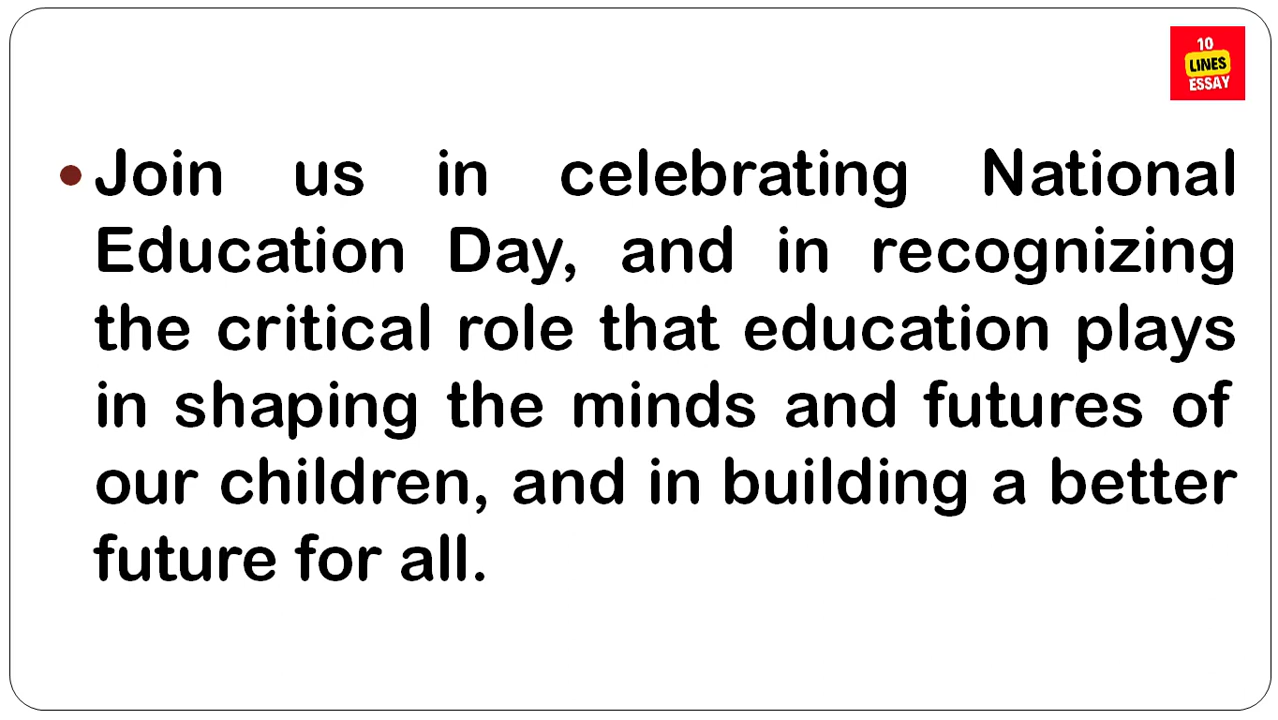 10
LINES
ESSAY
• Join us in celebrating National
Education Day, and in recognizing
the critical role that education plays
in shaping the minds and futures of
our children, and in building a better
future for all.